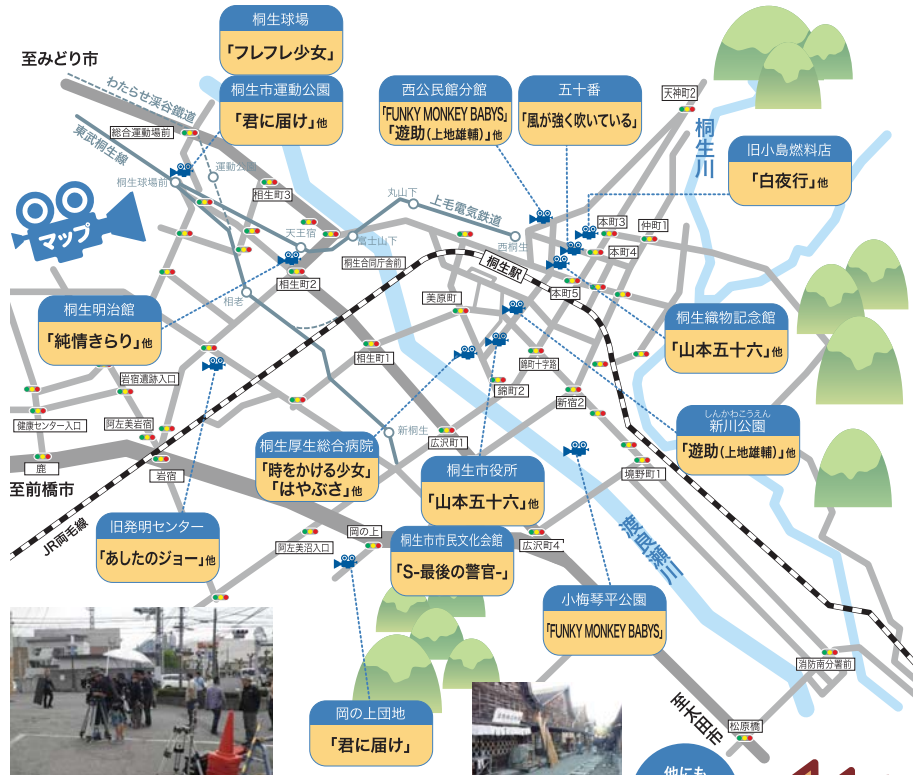 桐生球場
「フレフレ少女」
至みどり市
わたらせ渓谷鐵道
桐生市運動公園
「君に届け」他
西公民館分館
「FUNKY MONKEY BABYS」
「遊助(上地雄輔)」他
五十番
「風が強く吹いている」
天神町2
桐生川
旧小島燃料店
「白夜行」他
総合運動場前
東武桐生線
運動公園
桐生球場前
相生町3
丸山下
上毛電気鉄道
マップ
天王宿
富士山下
西桐生
本町3
仲町1
本町4
桐生合同庁舎前
桐生駅
相生町2
本町5
相老
美原町
桐生明治館
「純情きらり」他
桐生織物記念館
「山本五十六」他
相生町1
錦町十字路
岩宿遺跡入口
錦町2
新宿2
健康センター入口
阿左美岩宿
新桐生
広沢町1
しんかわこうえん
新川公園
「遊助(上地雄輔)」他
桐生厚生総合病院
「時をかける少女」
「はやぶさ」他
桐生市役所
「山本五十六」他
鹿
岩宿
境野町1
至前橋市
JR両毛線
旧発明センター
「あしたのジョー」他
岡の上
阿左美沼入口
桐生市市民文化会館
「S-最後の警官-」
広沢町4
渡良瀬川
小梅琴平公園
「FUNKY MONKEY BABYS」
消防南分署前
岡の上団地
「君に届け」
至太田市
松原橋
他にも